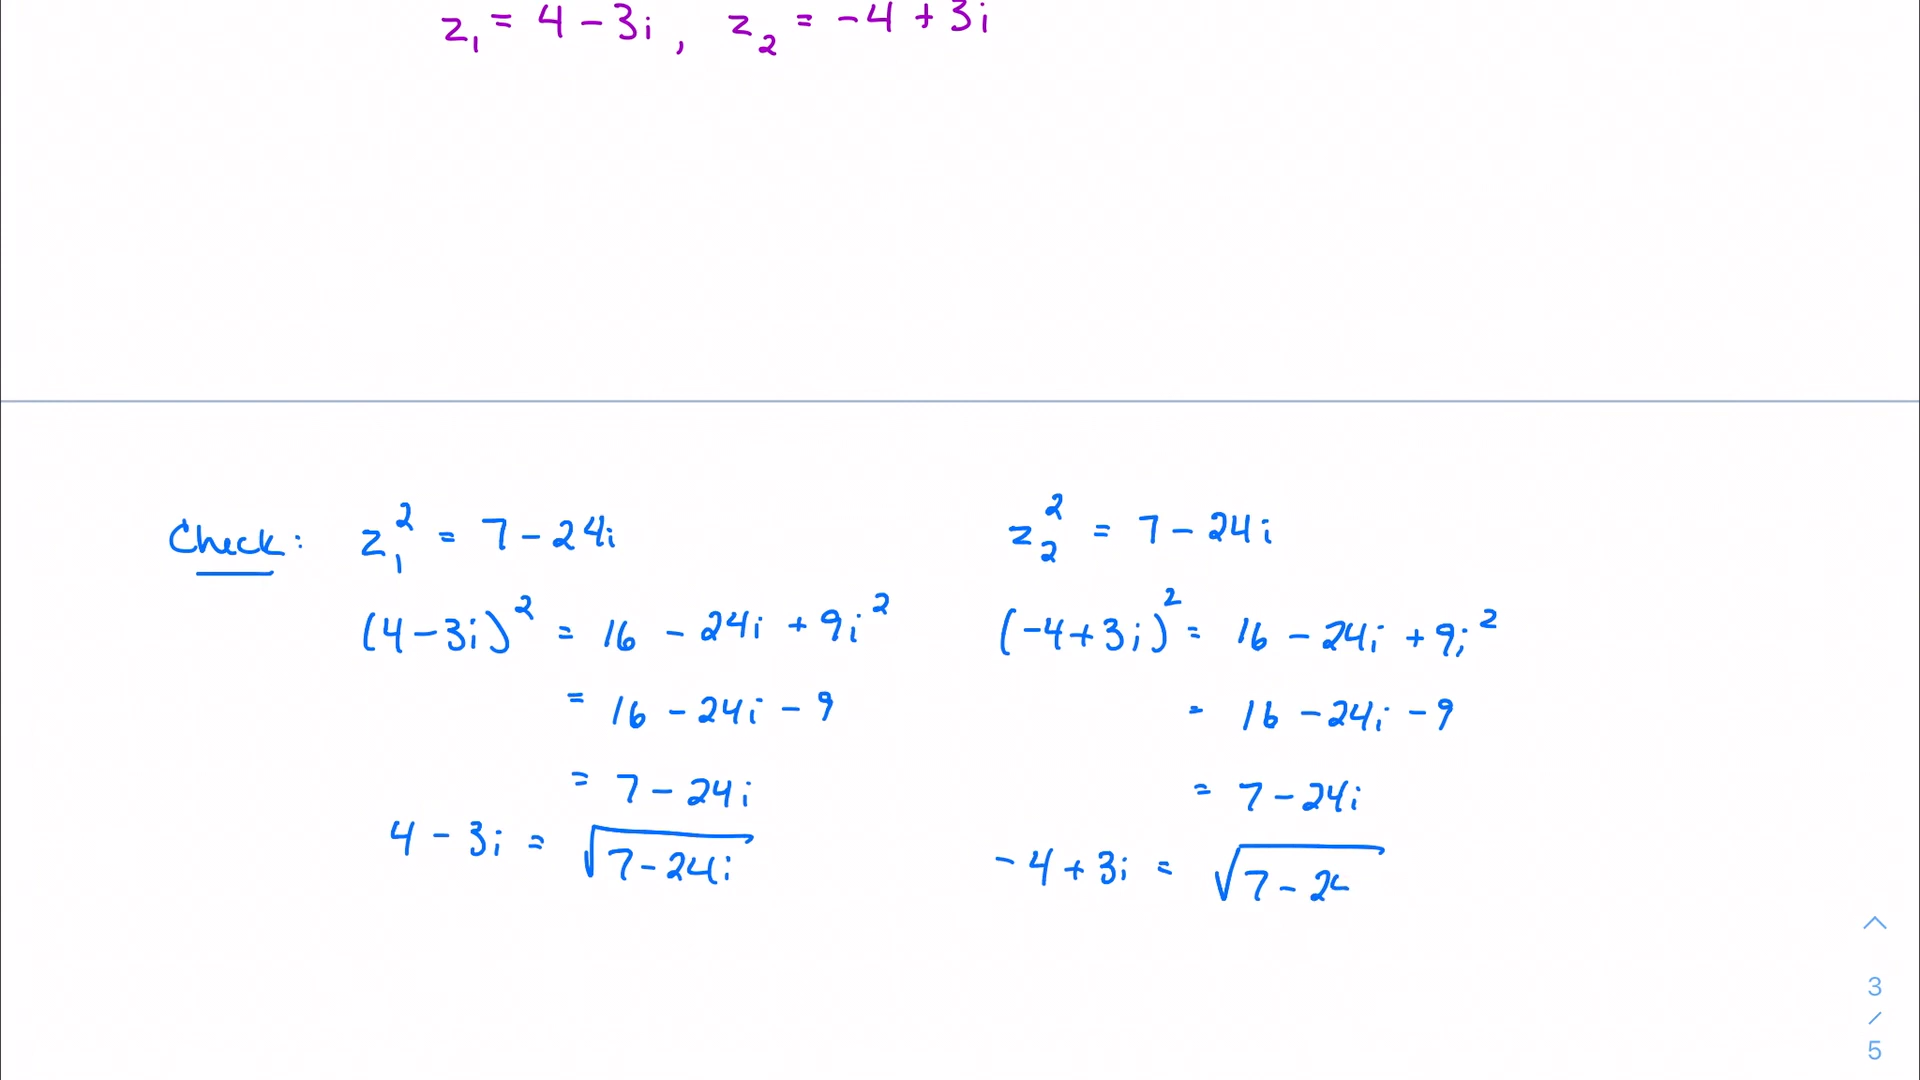 z₁ = 4 - 3i, z₂ = -4 + 3i
Check: z₁² = 7 - 24i
(4 - 3i)² = 16 - 24i + 9i²
= 16 - 24i - 9
= 7 - 24i
4 - 3i = √(7 - 24i)
z₂² = 7 - 24i
(-4 + 3i)² = 16 - 24i + 9i²
= 16 - 24i - 9
= 7 - 24i
-4 + 3i = √(7 - 2
3
/
5